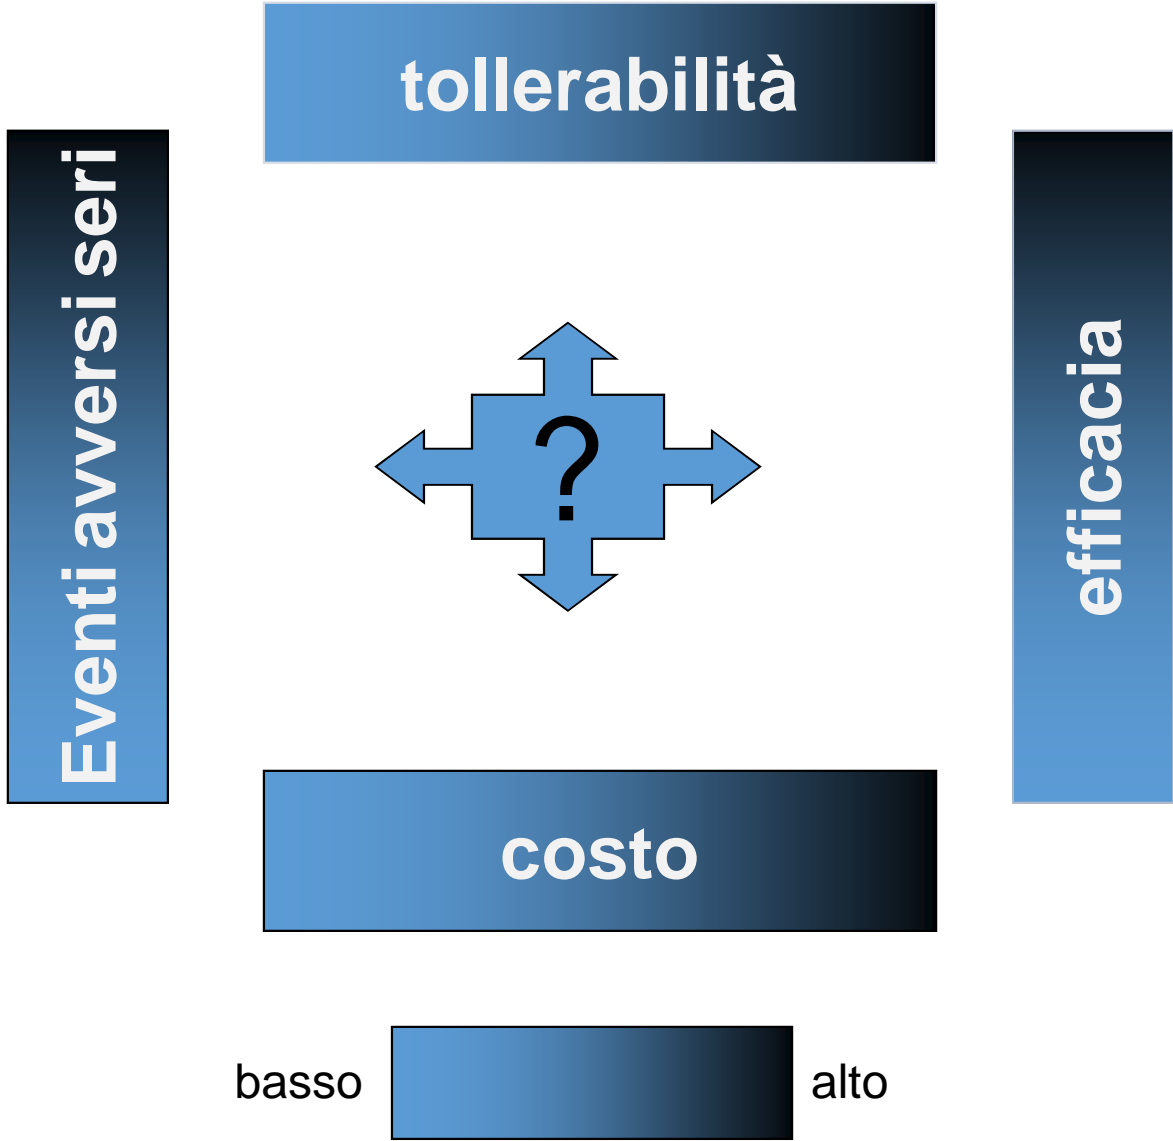 tollerabilità
Eventi avversi seri
efficacia
?
costo
basso
alto